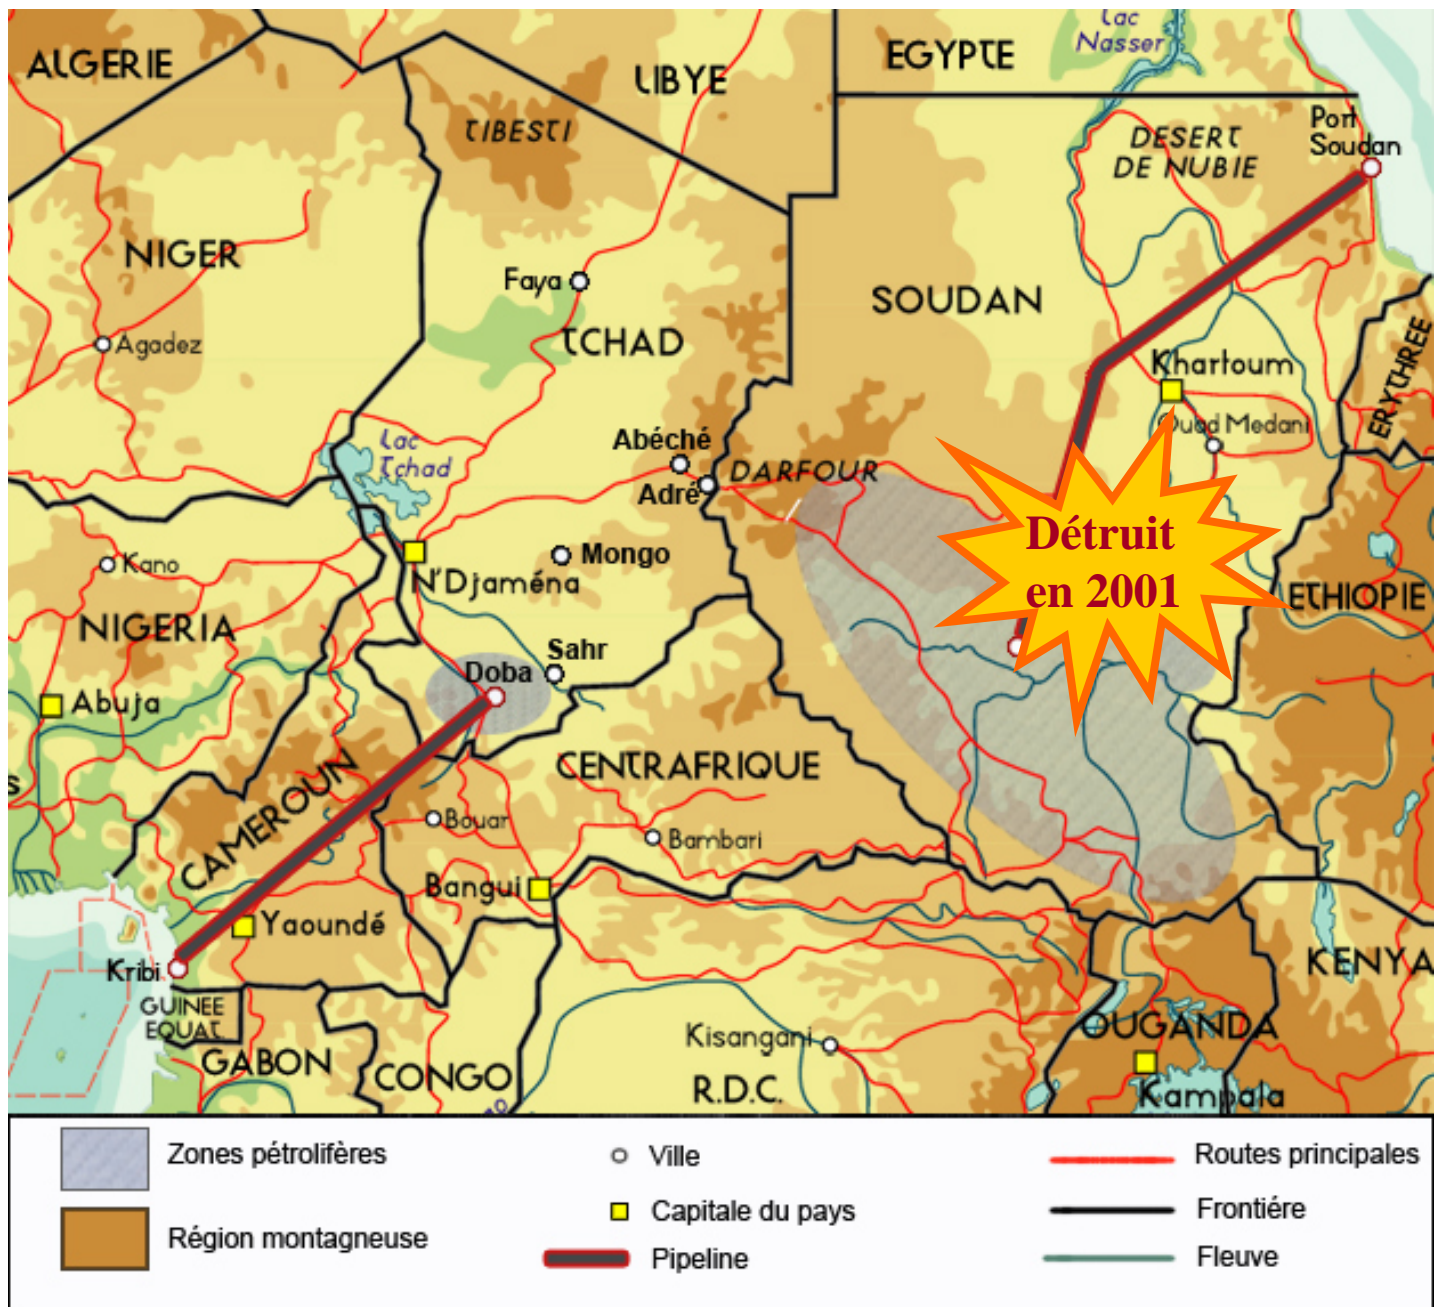 ALGERIE
LIBYE
EGYPTE
Lac
Nasser
TIBESTI
DESERT
DE NUBIE
Port
Soudan
NIGER
Faya
SOUDAN
TCHAD
Agadez
Khartoum
ERYTHREE
Ouad Medani
Lac
Tchad
Abéché
DARFOUR
Adré
Détruit
en 2001
Mongo
Kano
N'Djaména
ETHIOPIE
NIGERIA
Sahr
Doba
Abuja
CENTRAFRIQUE
S
CAMEROUN
Bouar
Bambari
Bangui
Yaoundé
Kribi
KENYA
GUINEE
EQUAT
OUGANDA
Kisangani
GABON
CONGO
R.D.C.
Kampala
Zones pétrolifères
Ville
Routes principales
Région montagneuse
Capitale du pays
Frontiére
Pipeline
Fleuve